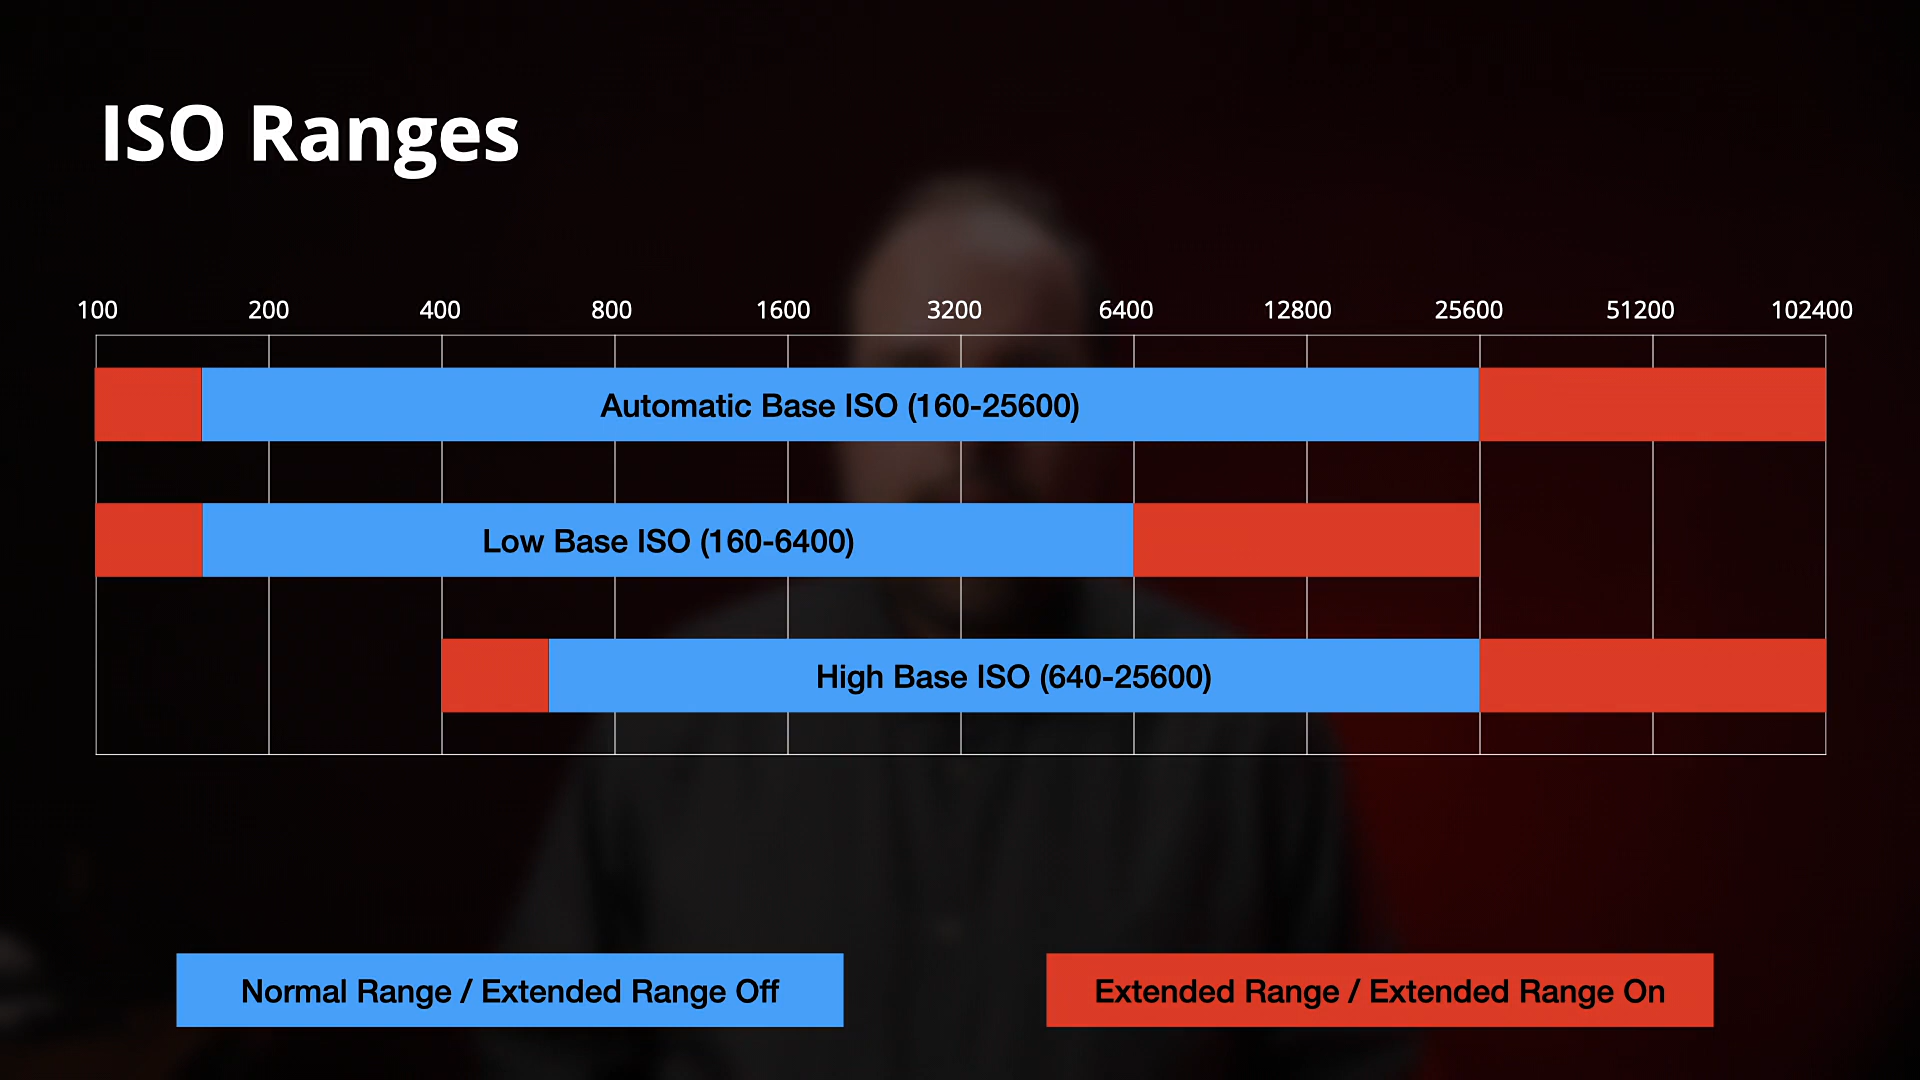 ISO Ranges
100 200 400 800 1600 3200 6400 12800 25600 51200 102400
Automatic Base ISO (160-25600)
Low Base ISO (160-6400)
High Base ISO (640-25600)
Normal Range / Extended Range Off
Extended Range / Extended Range On